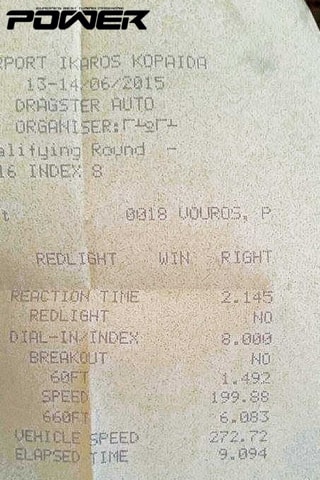 POWER
RPORT IKAROS KOPAIDA
13-14/06/2015
DRAGSTER AUTO
ORGANISER:
alifying Round -
16 INDEX 8
t 0018 VOUROS, P
REDLIGHT WIN RIGHT
REACTION TIME 2.145
REDLIGHT NO
DIAL-IN/INDEX 8.000
BREAKOUT NO
60FT 1.492
SPEED 199.88
660FT 6.083
VEHICLE SPEED 272.72
ELAPSED TIME 9.094